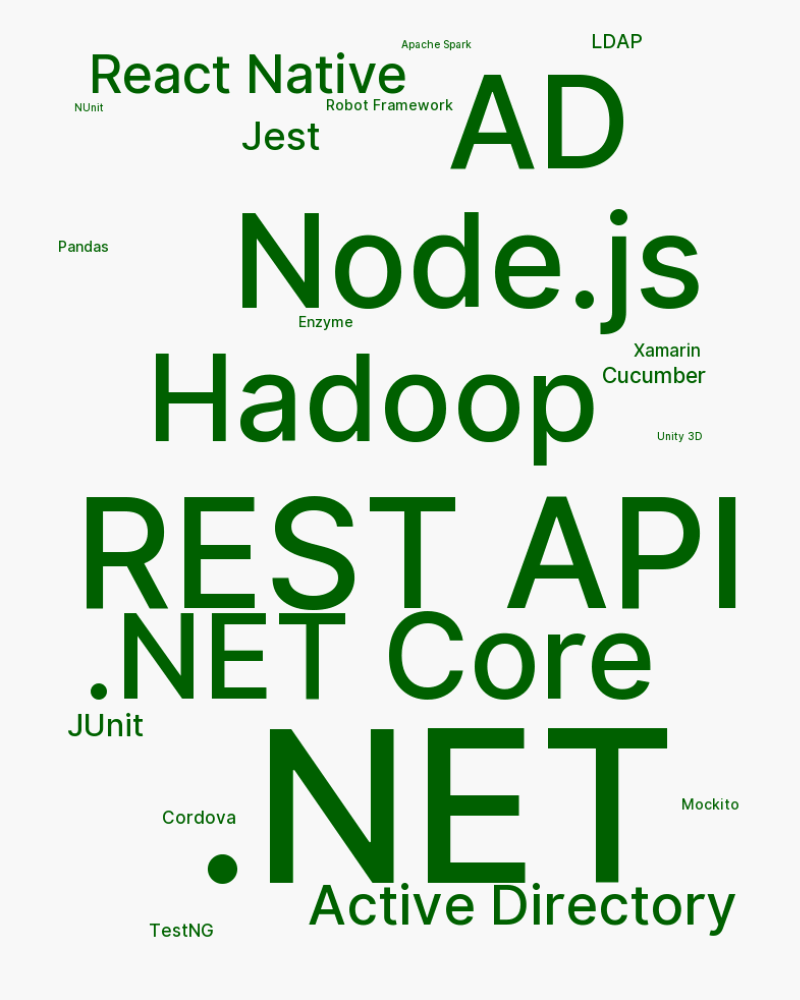 Apache Spark
LDAP
React Native
AD
NUnit
Robot Framework
Jest
Node.js
Pandas
Enzyme
Xamarin
Hadoop
Cucumber
Unity 3D
REST API
.NET Core
JUnit
.NET
Mockito
Cordova
Active Directory
TestNG